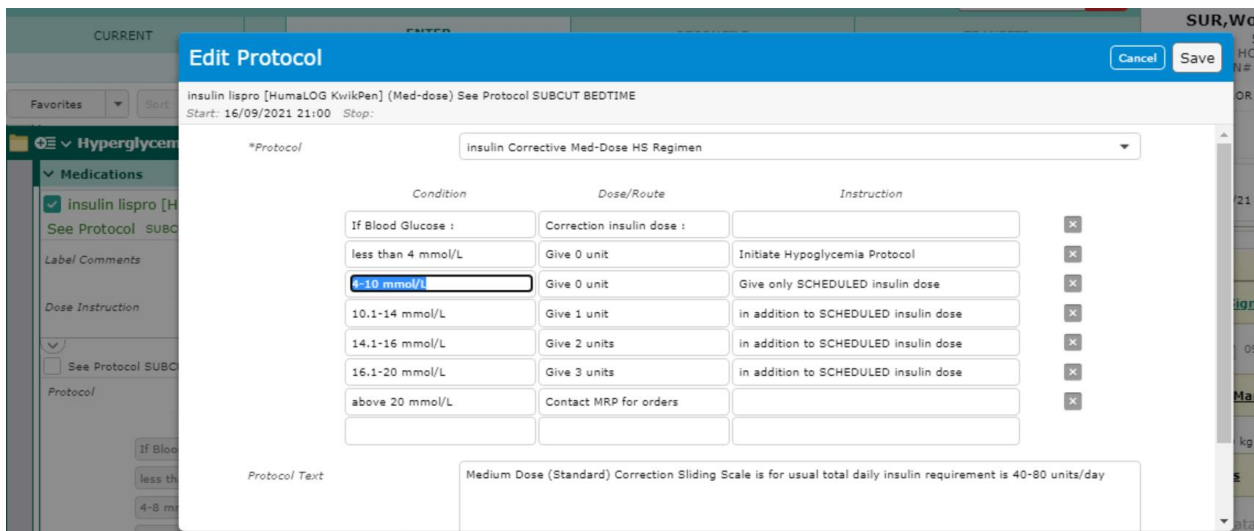 SUR,Wo
CURRENT
Edit Protocol
Cancel
Save
HC
N#
Favorites
Sort
insulin lispro [HumaLOG KwikPen] (Med-dose) See Protocol SUBCUT BEDTIME
Start: 16/09/2021 21:00 Stop:
Hyperglycem
*Protocol
insulin Corrective Med-Dose HS Regimen
Medications
Condition Dose/Route Instruction
insulin lispro [H
See Protocol SUBC
If Blood Glucose : Correction insulin dose :
Label Comments
less than 4 mmol/L Give 0 unit Initiate Hypoglycemia Protocol
4-10 mmol/L Give 0 unit Give only SCHEDULED insulin dose
Dose Instruction
10.1-14 mmol/L Give 1 unit in addition to SCHEDULED insulin dose
14.1-16 mmol/L Give 2 units in addition to SCHEDULED insulin dose
See Protocol SUBC
16.1-20 mmol/L Give 3 units in addition to SCHEDULED insulin dose
Protocol
above 20 mmol/L Contact MRP for orders
If Bloo
kg
Protocol Text
Medium Dose (Standard) Correction Sliding Scale is for usual total daily insulin requirement is 40-80 units/day
less th
4-8 m